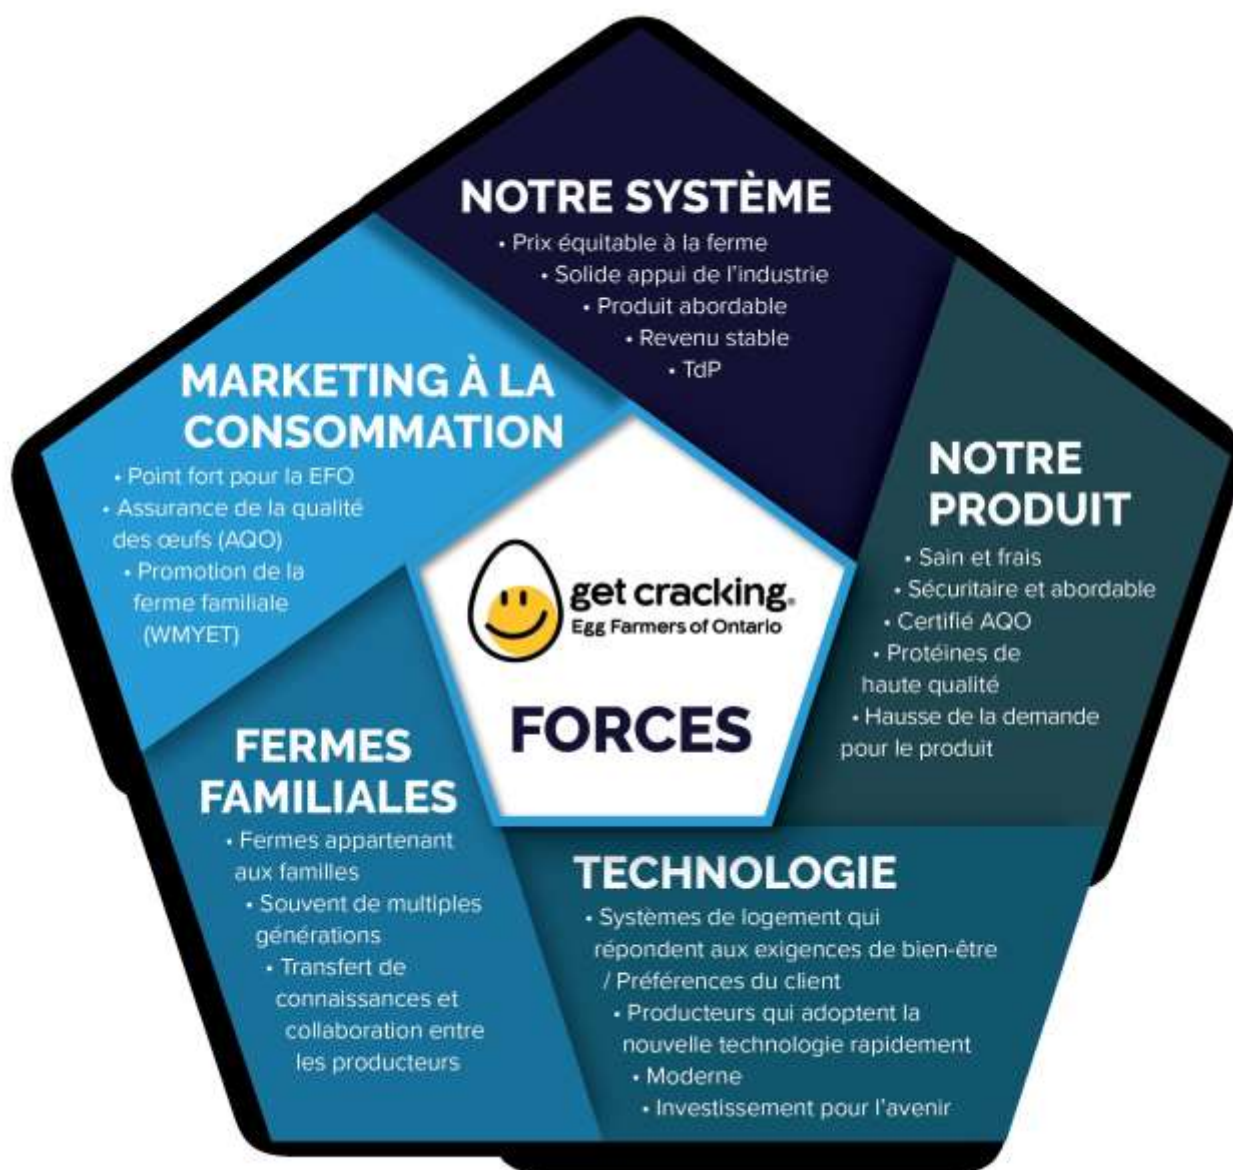 NOTRE SYSTÈME
• Prix équitable à la ferme
• Solide appui de l'industrie
• Produit abordable
• Revenu stable
• TdP
MARKETING À LA
CONSOMMATION
• Point fort pour la EFO
• Assurance de la qualité
des œufs (AQO)
• Promotion de la
ferme familiale
(WMYET)
NOTRE
PRODUIT
• Sain et frais
• Sécuritaire et abordable
• Certifié AQO
• Protéines de
haute qualité
• Hausse de la demande
pour le produit
get cracking®
Egg Farmers of Ontario
FORCES
FERMES
FAMILIALES
• Fermes appartenant
aux familles
• Souvent de multiples
générations
• Transfert de
connaissances et
collaboration entre
les producteurs
TECHNOLOGIE
• Systèmes de logement qui
répondent aux exigences de bien-être
/ Préférences du client
• Producteurs qui adoptent la
nouvelle technologie rapidement
• Moderne
• Investissement pour l'avenir